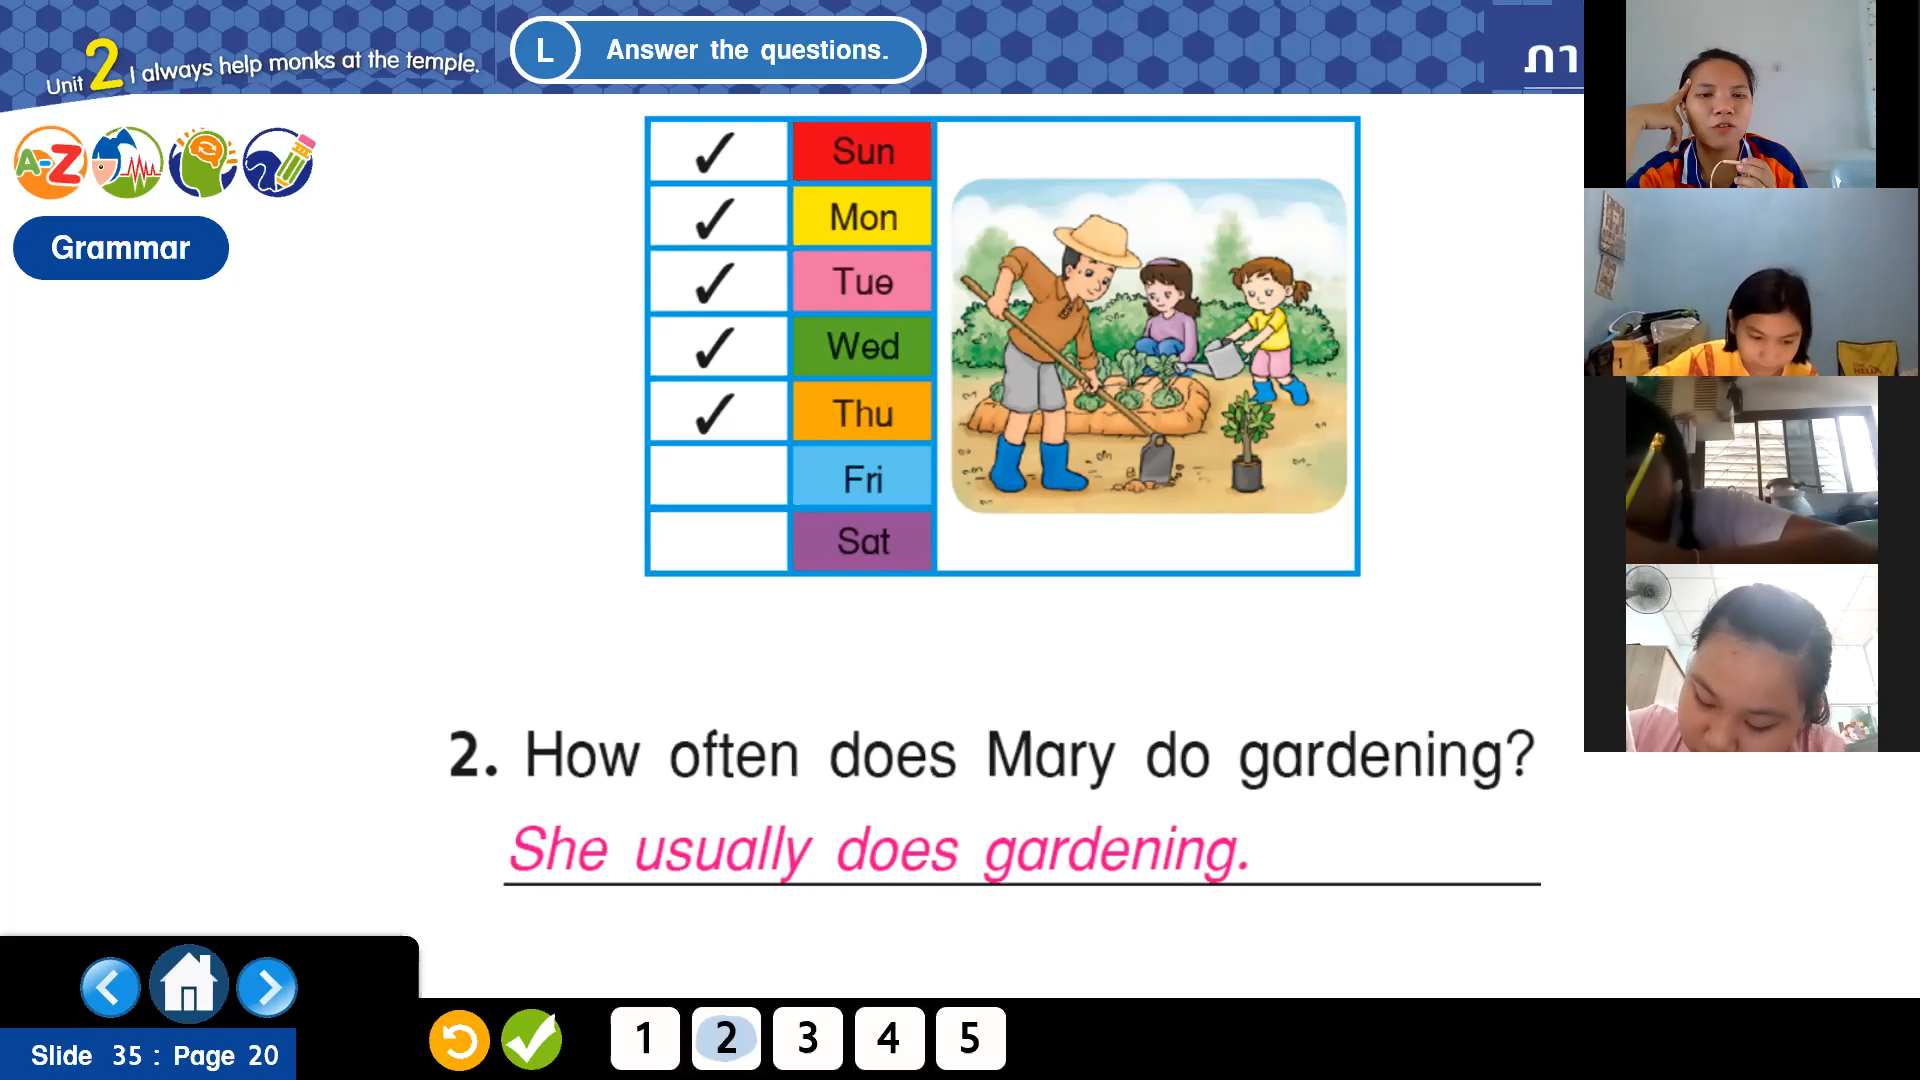 Unit 2 I always help monks at the temple.
L Answer the questions.
ภา
A-Z
Grammar
✓ Sun
✓ Mon
✓ Tue
✓ Wed
✓ Thu
Fri
Sat
2. How often does Mary do gardening?
She usually does gardening.
1 2 3 4 5
Slide 35 : Page 20